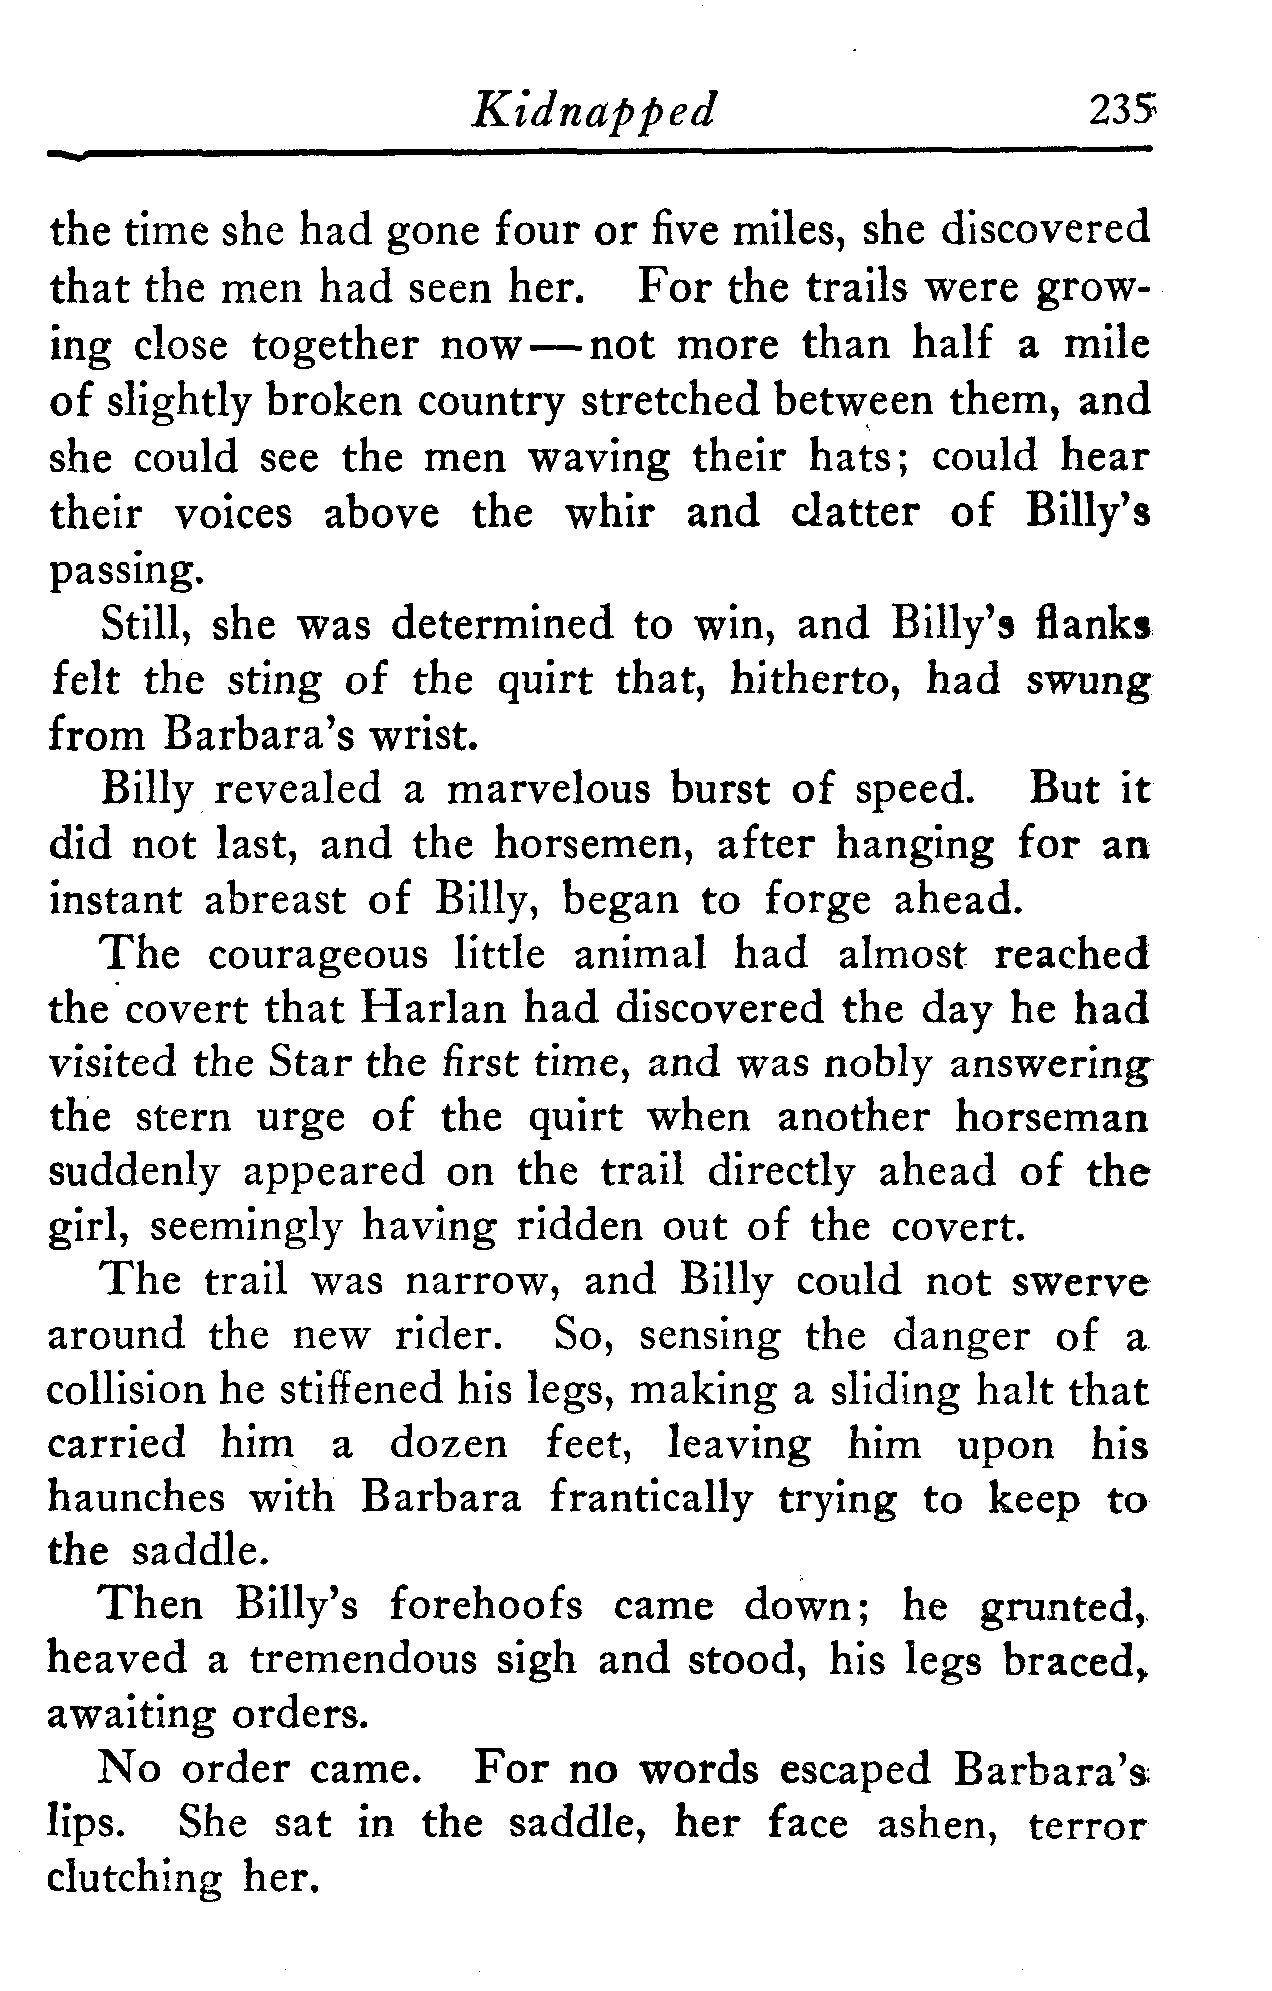 Kidnapped 235
the time she had gone four or five miles, she discovered
that the men had seen her. For the trails were grow-
ing close together now—not more than half a mile
of slightly broken country stretched between them, and
she could see the men waving their hats; could hear
their voices above the whir and clatter of Billy's
passing.
Still, she was determined to win, and Billy's flanks
felt the sting of the quirt that, hitherto, had swung
from Barbara's wrist.
Billy revealed a marvelous burst of speed. But it
did not last, and the horsemen, after hanging for an
instant abreast of Billy, began to forge ahead.
The courageous little animal had almost reached
the covert that Harlan had discovered the day he had
visited the Star the first time, and was nobly answering
the stern urge of the quirt when another horseman
suddenly appeared on the trail directly ahead of the
girl, seemingly having ridden out of the covert.
The trail was narrow, and Billy could not swerve
around the new rider. So, sensing the danger of a
collision he stiffened his legs, making a sliding halt that
carried him a dozen feet, leaving him upon his
haunches with Barbara frantically trying to keep to
the saddle.
Then Billy's forehoofs came down; he grunted,
heaved a tremendous sigh and stood, his legs braced,
awaiting orders.
No order came. For no words escaped Barbara's
lips. She sat in the saddle, her face ashen, terror
clutching her.